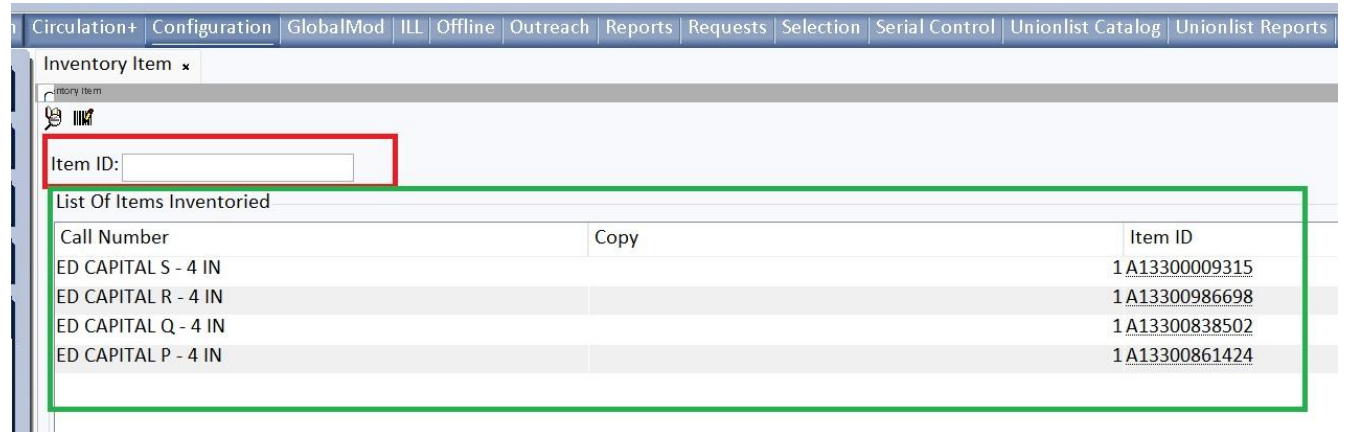 Circulation+ Configuration GlobalMod ILL Offline Outreach Reports Requests Selection Serial Control Unionlist Catalog Unionlist Reports
Inventory Item x
Item ID:
List Of Items Inventoried
Call Number Copy Item ID
ED CAPITAL S - 4 IN 1 A13300009315
ED CAPITAL R - 4 IN 1 A13300986698
ED CAPITAL Q - 4 IN 1 A13300838502
ED CAPITAL P - 4 IN 1 A13300861424